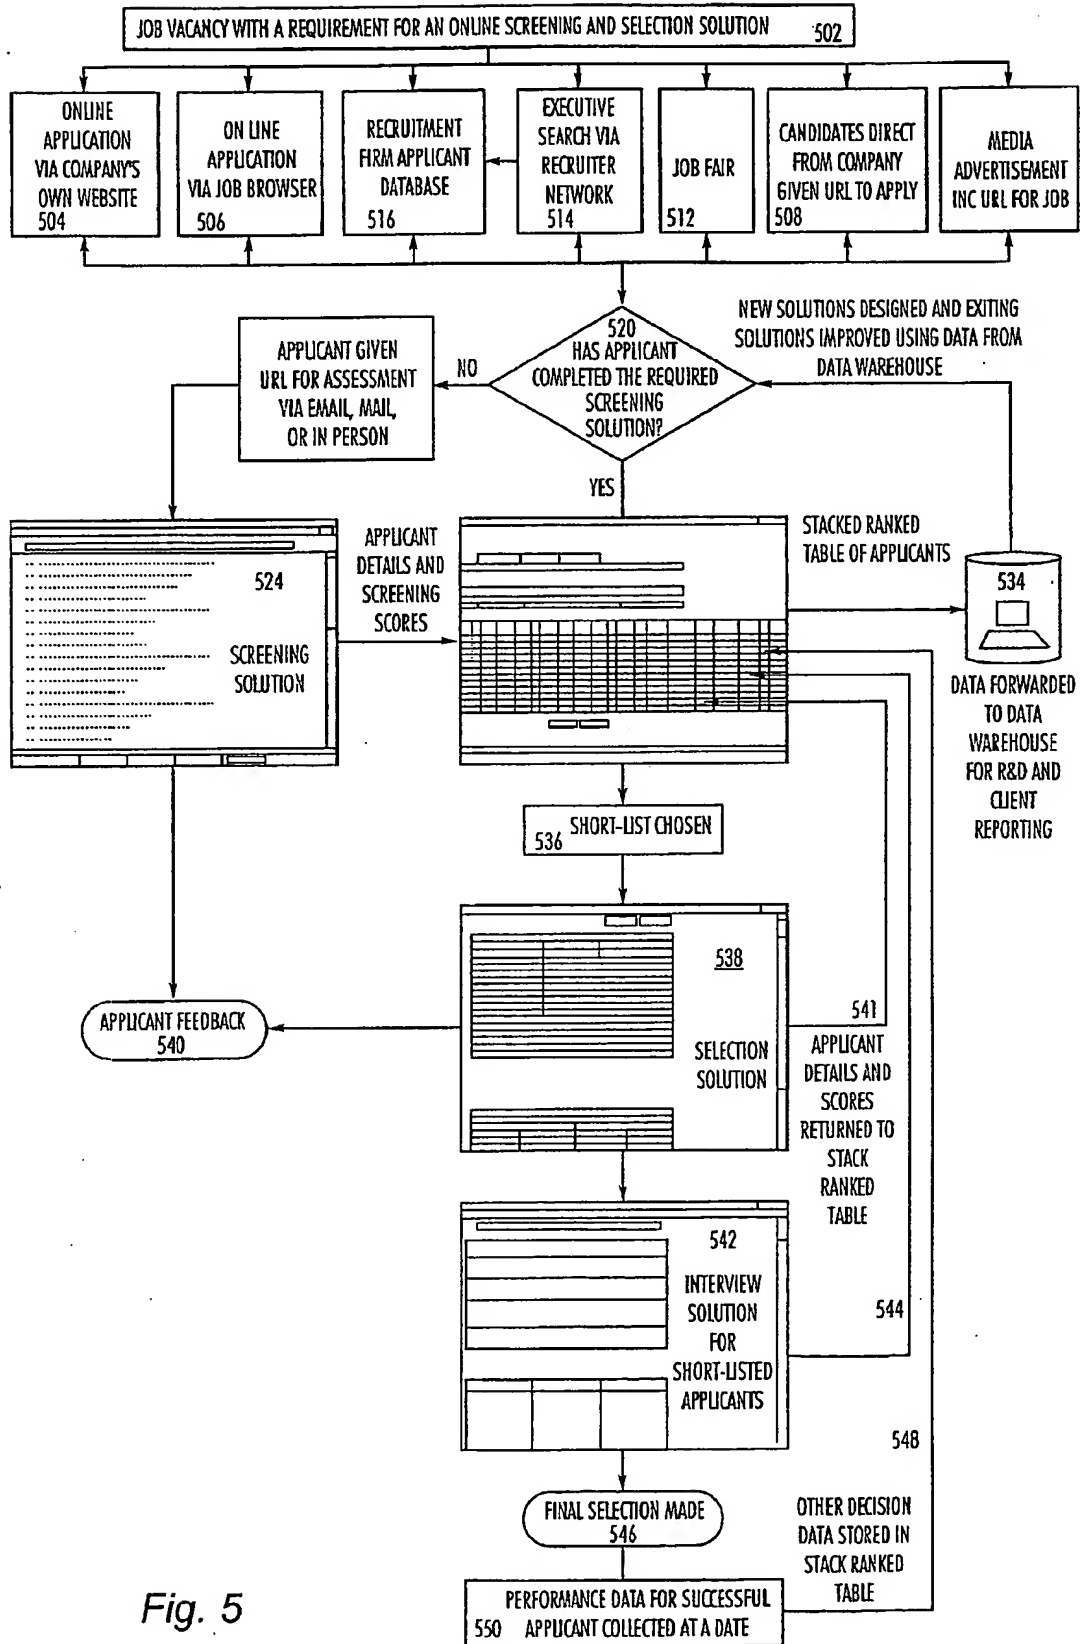 JOB VACANCY WITH A REQUIREMENT FOR AN ONLINE SCREENING AND SELECTION SOLUTION 502
ONLINE
APPLICATION
VIA COMPANY'S
OWN WEBSITE
504
ON LINE
APPLICATION
VIA JOB BROWSER
506
RECRUITMENT
FIRM APPLICANT
DATABASE
516
EXECUTIVE
SEARCH VIA
RECRUITER
NETWORK
514
JOB FAIR
512
CANDIDATES DIRECT
FROM COMPANY
GIVEN URL TO APPLY
508
MEDIA
ADVERTISEMENT
INC URL FOR JOB
520
HAS APPLICANT
COMPLETED THE REQUIRED
SCREENING
SOLUTION?
NO
YES
APPLICANT GIVEN
URL FOR ASSESSMENT
VIA EMAIL, MAIL,
OR IN PERSON
NEW SOLUTIONS DESIGNED AND EXITING
SOLUTIONS IMPROVED USING DATA FROM
DATA WAREHOUSE
524
SCREENING
SOLUTION
APPLICANT
DETAILS AND
SCREENING
SCORES
STACKED RANKED
TABLE OF APPLICANTS
534
DATA FORWARDED
TO DATA
WAREHOUSE
FOR R&D AND
CLIENT
REPORTING
SHORT-LIST CHOSEN
536
538
SELECTION
SOLUTION
APPLICANT FEEDBACK
540
541
APPLICANT
DETAILS AND
SCORES
RETURNED TO
STACK
RANKED
TABLE
542
INTERVIEW
SOLUTION
FOR
SHORT-LISTED
APPLICANTS
544
548
FINAL SELECTION MADE
546
OTHER DECISION
DATA STORED IN
STACK RANKED
TABLE
PERFORMANCE DATA FOR SUCCESSFUL
550 APPLICANT COLLECTED AT A DATE
Fig. 5